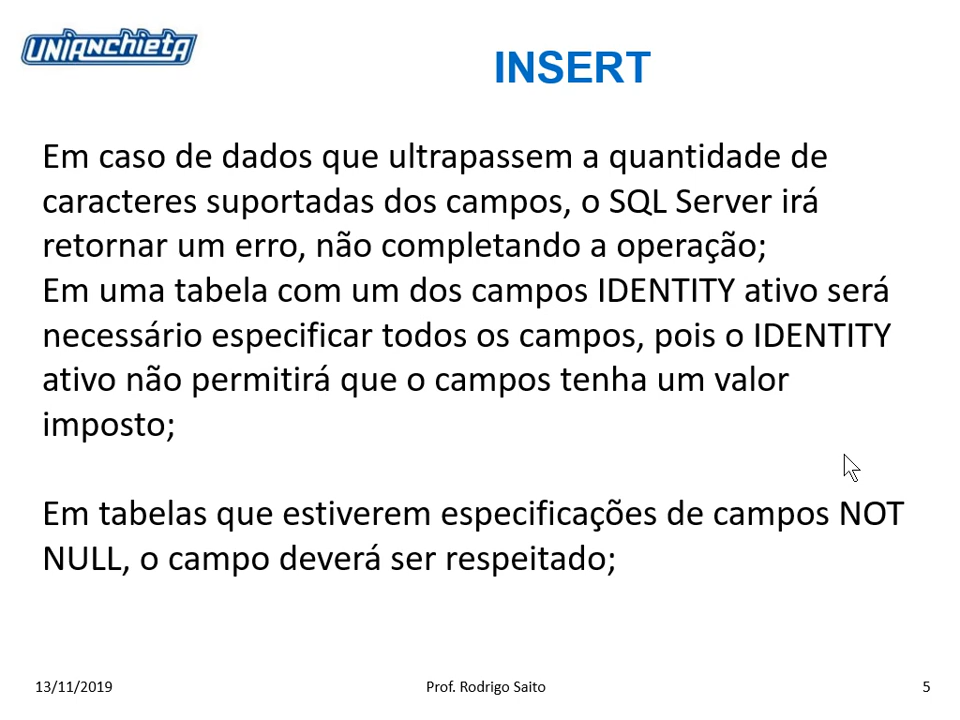 UNIANCHIETA
INSERT
Em caso de dados que ultrapassem a quantidade de
caracteres suportadas dos campos, o SQL Server irá
retornar um erro, não completando a operação;
Em uma tabela com um dos campos IDENTITY ativo será
necessário especificar todos os campos, pois o IDENTITY
ativo não permitirá que o campos tenha um valor
imposto;
Em tabelas que estiverem especificações de campos NOT
NULL, o campo deverá ser respeitado;
13/11/2019 Prof. Rodrigo Saito 5